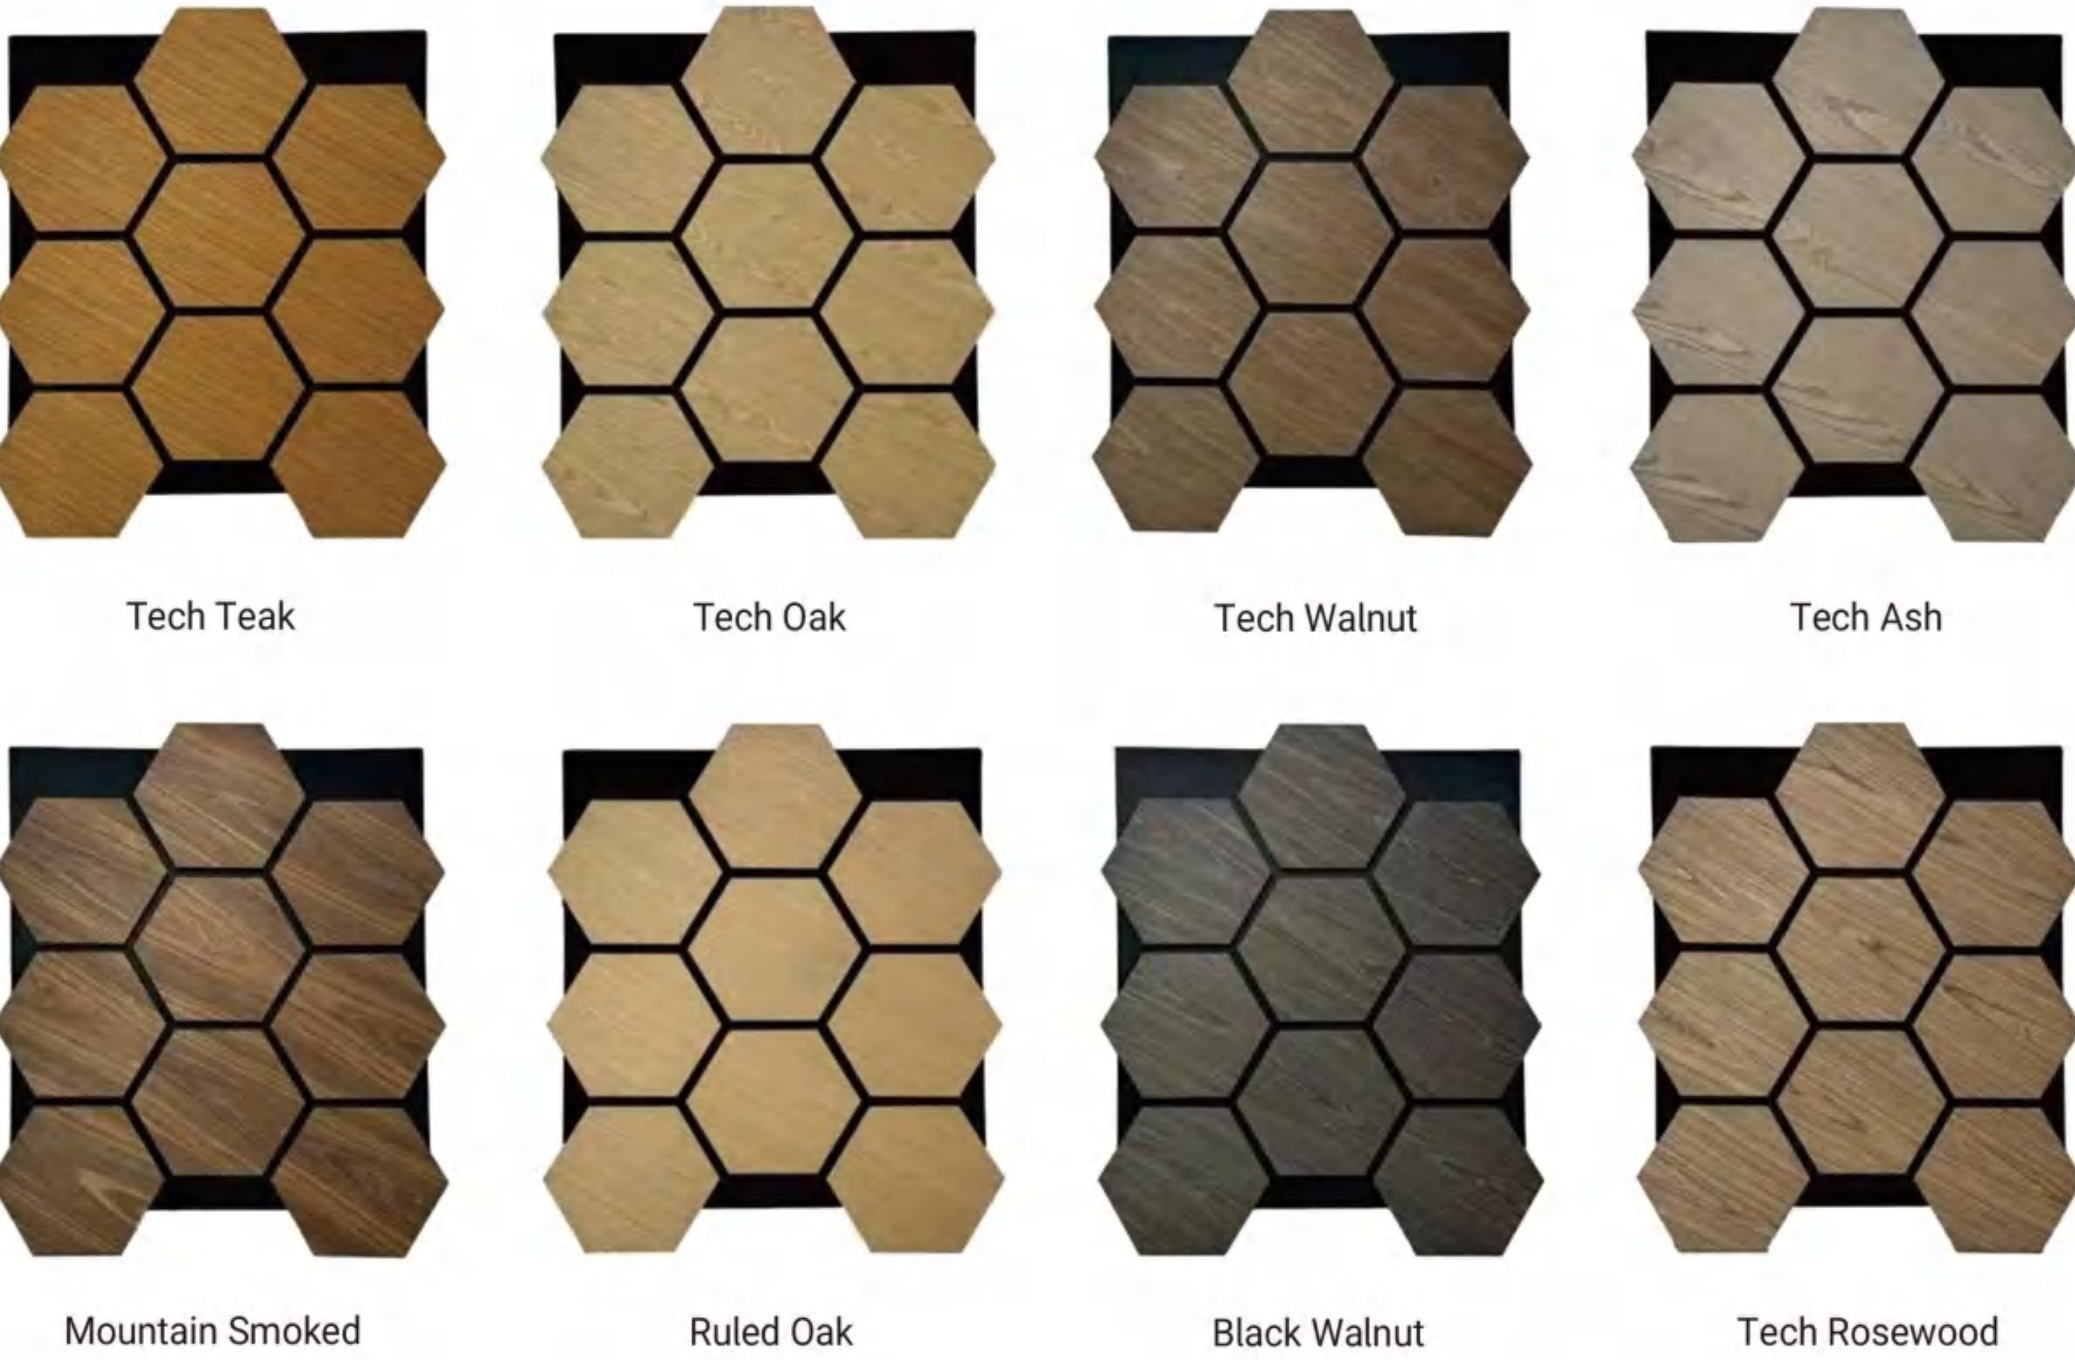 Tech Teak
Tech Oak
Tech Walnut
Tech Ash
Mountain Smoked
Ruled Oak
Black Walnut
Tech Rosewood